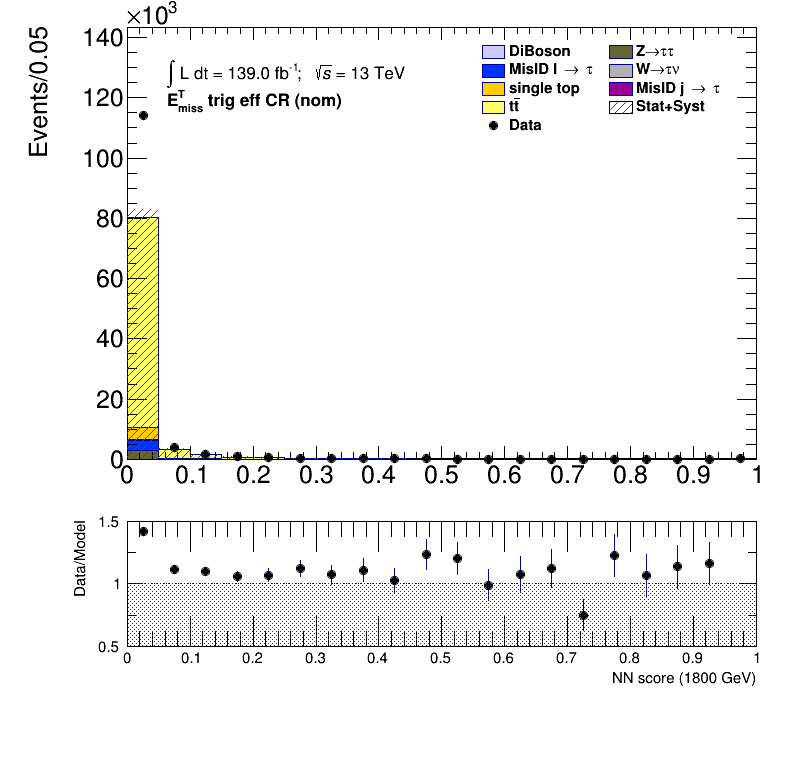 ×10³
Events/0.05
140
120
100
80
60
40
20
0
∫ L dt = 139.0 fb⁻¹; √s = 13 TeV
E^T_miss trig eff CR (nom)
DiBoson
Z→ττ
MisID l → τ
W→τν
single top
MisID j → τ
tt̄
Stat+Syst
Data
0 0.1 0.2 0.3 0.4 0.5 0.6 0.7 0.8 0.9 1
Data/Model
1.5
1
0.5
0 0.1 0.2 0.3 0.4 0.5 0.6 0.7 0.8 0.9 1
NN score (1800 GeV)